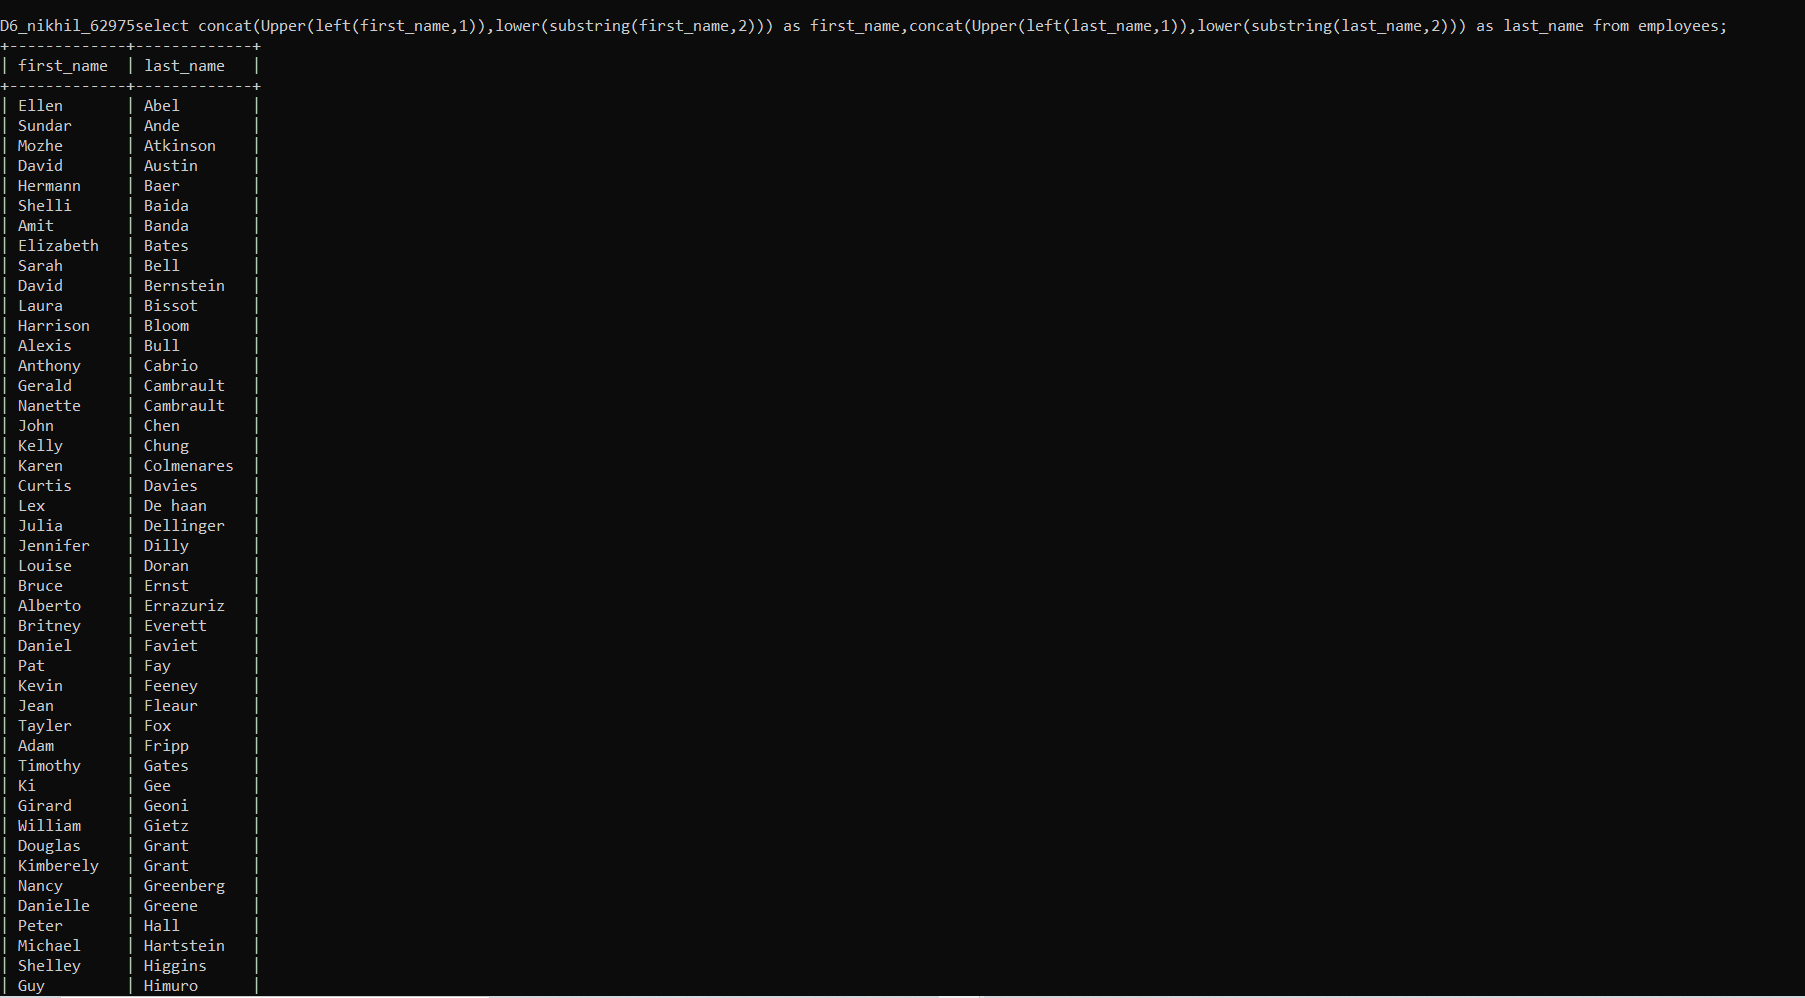 D6_nikhil_62975select concat(Upper(left(first_name,1)),lower(substring(first_name,2))) as first_name,concat(Upper(left(last_name,1)),lower(substring(last_name,2))) as last_name from employees;
+-------------+-------------+
| first_name  | last_name   |
+-------------+-------------+
| Ellen       | Abel        |
| Sundar      | Ande        |
| Mozhe       | Atkinson    |
| David       | Austin      |
| Hermann     | Baer        |
| Shelli      | Baida       |
| Amit        | Banda       |
| Elizabeth   | Bates       |
| Sarah       | Bell        |
| David       | Bernstein   |
| Laura       | Bissot      |
| Harrison    | Bloom       |
| Alexis      | Bull        |
| Anthony     | Cabrio      |
| Gerald      | Cambrault   |
| Nanette     | Cambrault   |
| John        | Chen        |
| Kelly       | Chung       |
| Karen       | Colmenares  |
| Curtis      | Davies      |
| Lex         | De haan     |
| Julia       | Dellinger   |
| Jennifer    | Dilly       |
| Louise      | Doran       |
| Bruce       | Ernst       |
| Alberto     | Errazuriz   |
| Britney     | Everett     |
| Daniel      | Faviet      |
| Pat         | Fay         |
| Kevin       | Feeney      |
| Jean        | Fleaur      |
| Tayler      | Fox         |
| Adam        | Fripp       |
| Timothy     | Gates       |
| Ki          | Gee         |
| Girard      | Geoni       |
| William     | Gietz       |
| Douglas     | Grant       |
| Kimberely   | Grant       |
| Nancy       | Greenberg   |
| Danielle    | Greene      |
| Peter       | Hall        |
| Michael     | Hartstein   |
| Shelley     | Higgins     |
| Guy         | Himuro      |